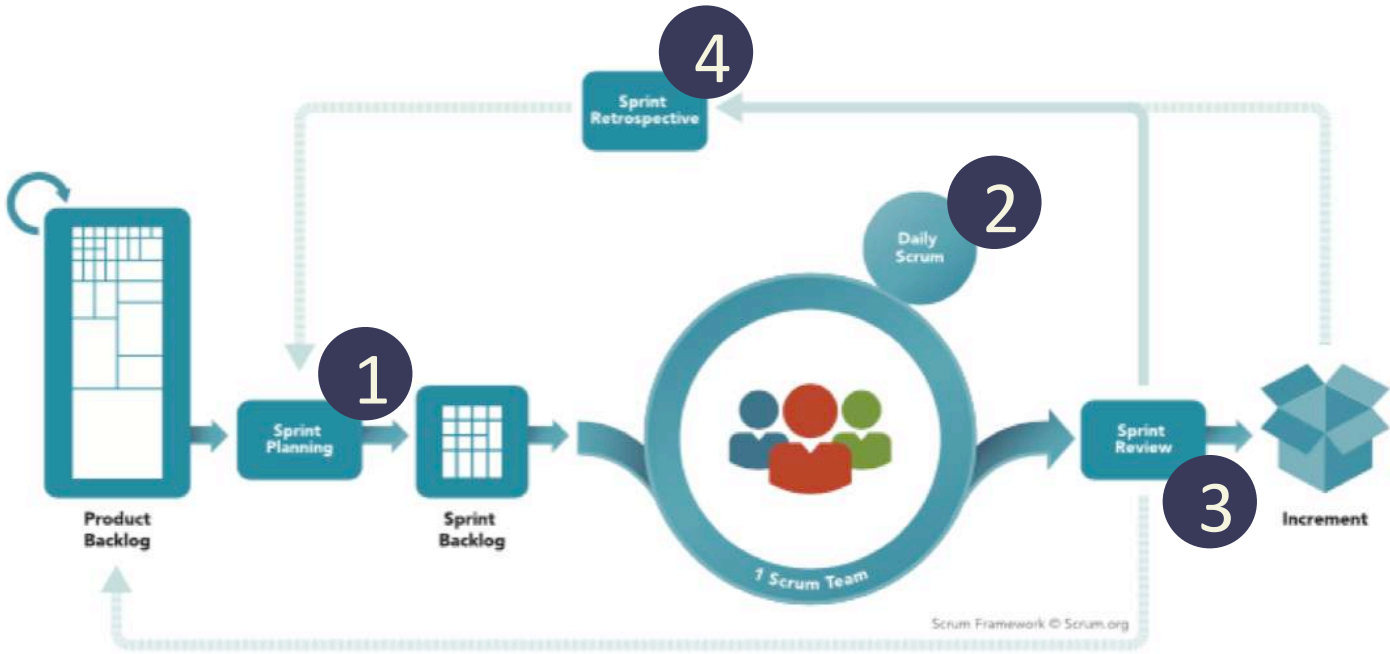 4
Sprint
Retrospective
2
Daily
Scrum
1
Sprint
Planning
Sprint
Review
3
Product
Backlog
Sprint
Backlog
Increment
1 Scrum Team
Scrum Framework © Scrum.org